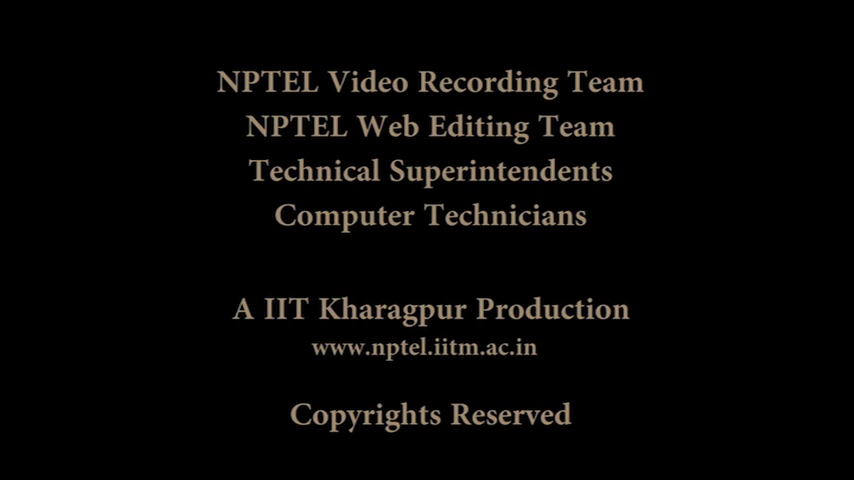 NPTEL Video Recording Team
NPTEL Web Editing Team
Technical Superintendents
Computer Technicians
A IIT Kharagpur Production
www.nptel.iitm.ac.in
Copyrights Reserved